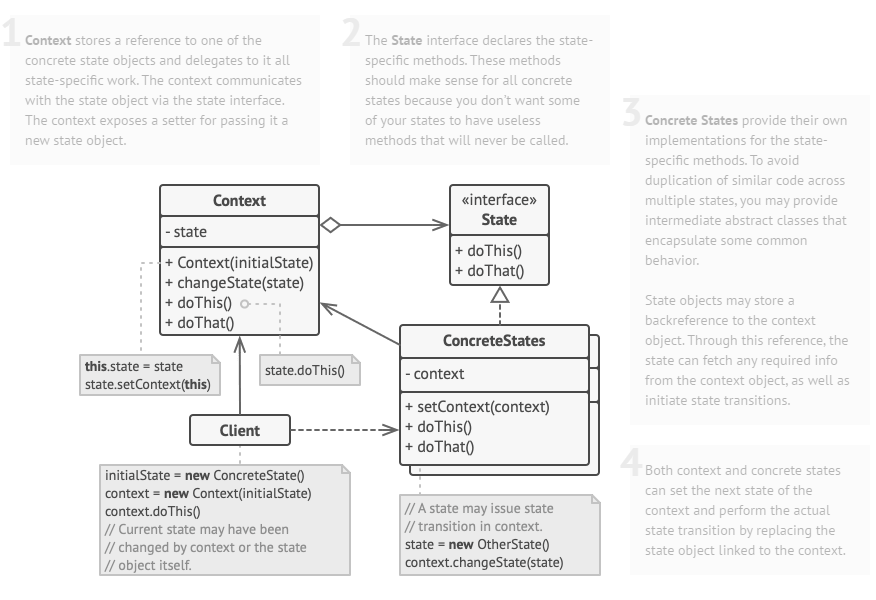 1
Context stores a reference to one of the
concrete state objects and delegates to it all
state-specific work. The context communicates
with the state object via the state interface.
The context exposes a setter for passing it a
new state object.
2
The State interface declares the state-
specific methods. These methods
should make sense for all concrete
states because you don't want some
of your states to have useless
methods that will never be called.
3
Concrete States provide their own
implementations for the state-
specific methods. To avoid
duplication of similar code across
multiple states, you may provide
intermediate abstract classes that
encapsulate some common
behavior.
State objects may store a
backreference to the context
object. Through this reference, the
state can fetch any required info
from the context object, as well as
initiate state transitions.
Context
- state
+ Context(initialState)
+ changeState(state)
+ doThis()
+ doThat()
«interface»
State
+ doThis()
+ doThat()
this.state = state
state.setContext(this)
state.doThis()
ConcreteStates
- context
+ setContext(context)
+ doThis()
+ doThat()
Client
initialState = new ConcreteState()
context = new Context(initialState)
context.doThis()
// Current state may have been
// changed by context or the state
// object itself.
// A state may issue state
// transition in context.
state = new OtherState()
context.changeState(state)
4
Both context and concrete states
can set the next state of the
context and perform the actual
state transition by replacing the
state object linked to the context.